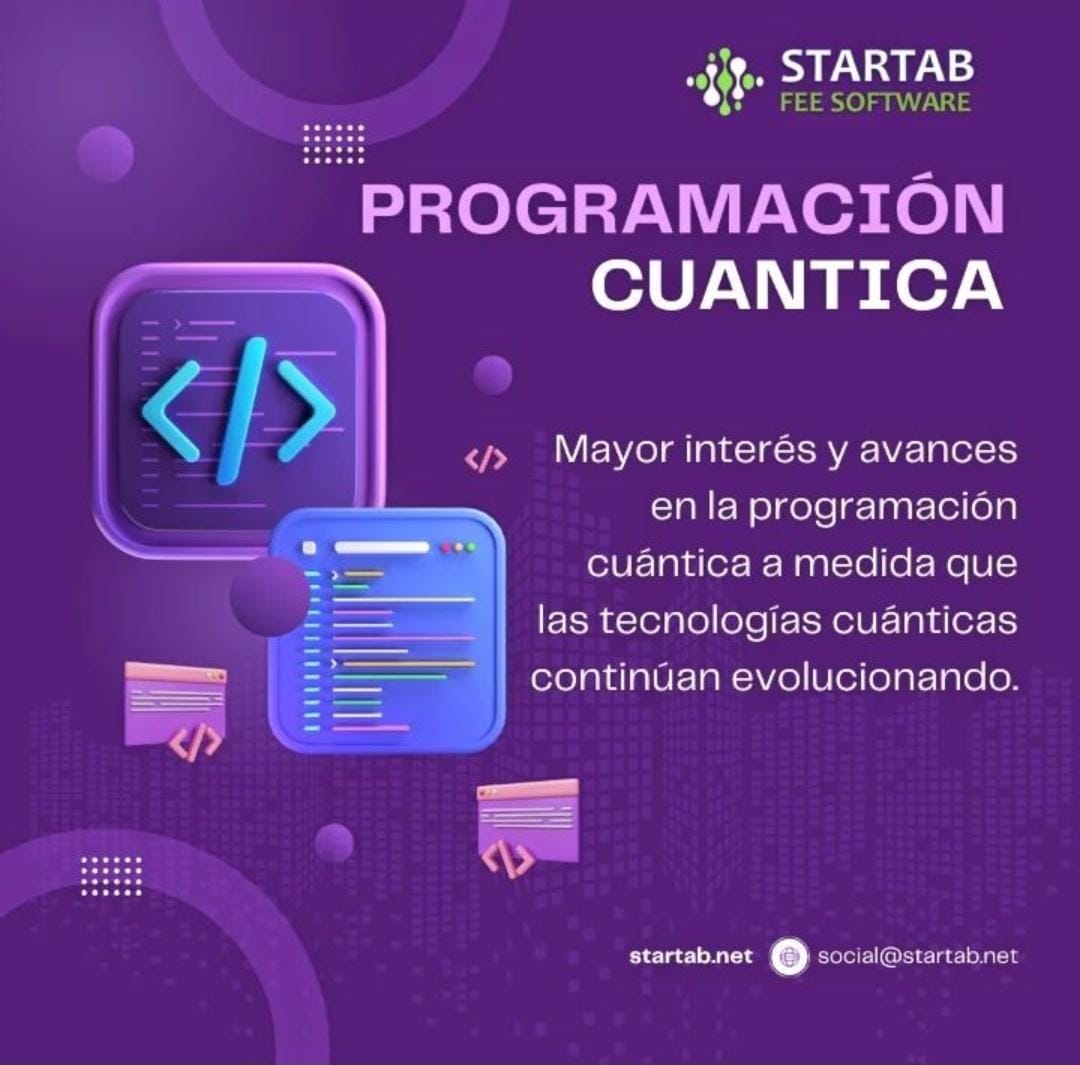 STARTAB
FEE SOFTWARE
PROGRAMACIÓN
CUANTICA
Mayor interés y avances
en la programación
cuántica a medida que
las tecnologías cuánticas
continúan evolucionando.
startab.net social@startab.net